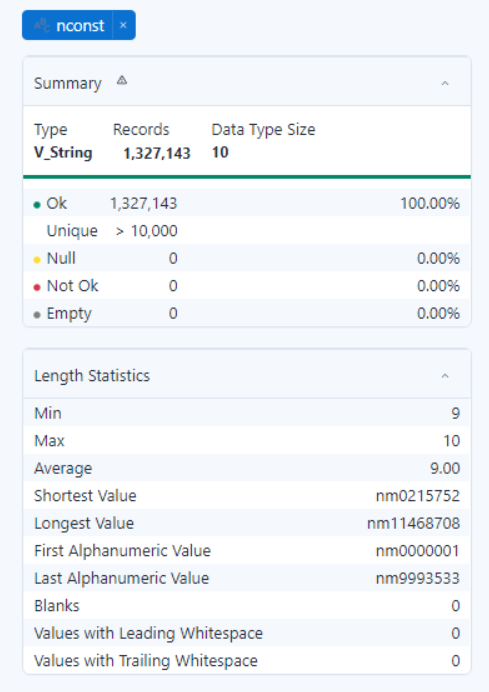 nconst ×
Summary
Type Records Data Type Size
V_String 1,327,143 10
Ok 1,327,143 100.00%
Unique > 10,000
Null 0 0.00%
Not Ok 0 0.00%
Empty 0 0.00%
Length Statistics
Min 9
Max 10
Average 9.00
Shortest Value nm0215752
Longest Value nm11468708
First Alphanumeric Value nm0000001
Last Alphanumeric Value nm9993533
Blanks 0
Values with Leading Whitespace 0
Values with Trailing Whitespace 0